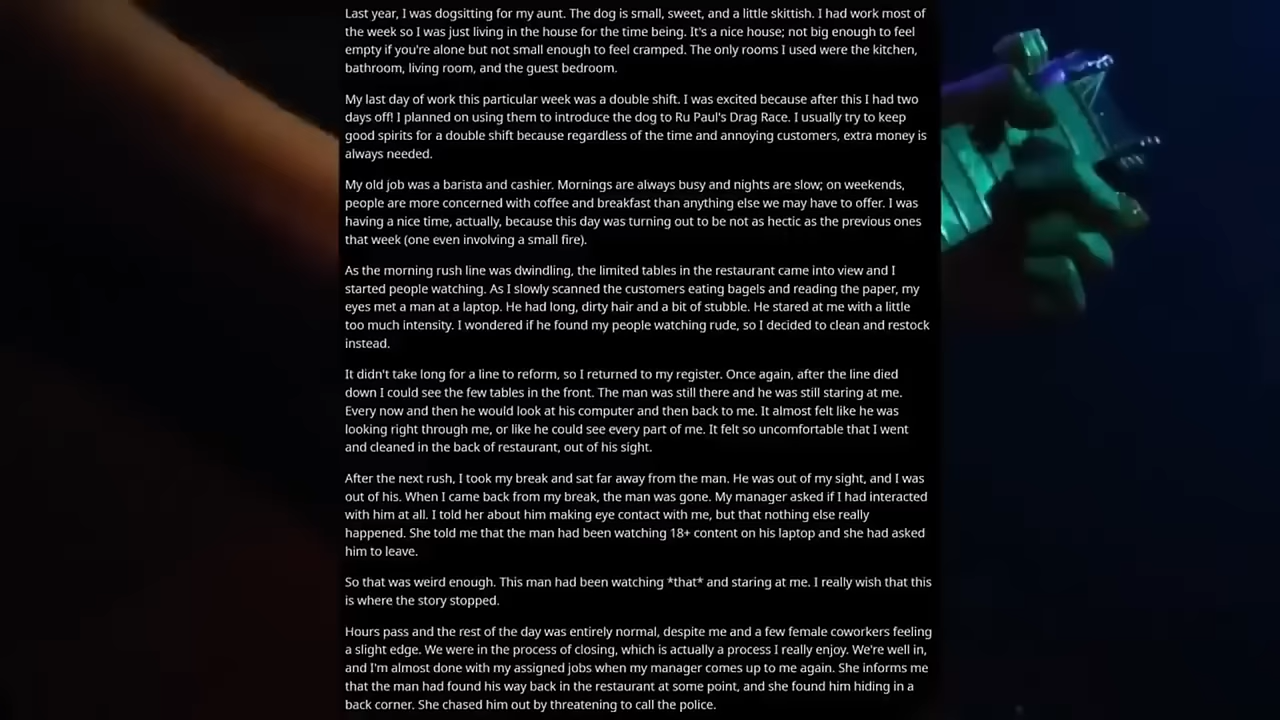 Last year, I was dogsitting for my aunt. The dog is small, sweet, and a little skittish. I had work most of
the week so I was just living in the house for the time being. It's a nice house; not big enough to feel
empty if you're alone but not small enough to feel cramped. The only rooms I used were the kitchen,
bathroom, living room, and the guest bedroom.
My last day of work this particular week was a double shift. I was excited because after this I had two
days off! I planned on using them to introduce the dog to Ru Paul's Drag Race. I usually try to keep
good spirits for a double shift because regardless of the time and annoying customers, extra money is
always needed.
My old job was a barista and cashier. Mornings are always busy and nights are slow; on weekends,
people are more concerned with coffee and breakfast than anything else we may have to offer. I was
having a nice time, actually, because this day was turning out to be not as hectic as the previous ones
that week (one even involving a small fire).
As the morning rush line was dwindling, the limited tables in the restaurant came into view and I
started people watching. As I slowly scanned the customers eating bagels and reading the paper, my
eyes met a man at a laptop. He had long, dirty hair and a bit of stubble. He stared at me with a little
too much intensity. I wondered if he found my people watching rude, so I decided to clean and restock
instead.
It didn't take long for a line to reform, so I returned to my register. Once again, after the line died
down I could see the few tables in the front. The man was still there and he was still staring at me.
Every now and then he would look at his computer and then back to me. It almost felt like he was
looking right through me, or like he could see every part of me. It felt so uncomfortable that I went
and cleaned in the back of restaurant, out of his sight.
After the next rush, I took my break and sat far away from the man. He was out of my sight, and I was
out of his. When I came back from my break, the man was gone. My manager asked if I had interacted
with him at all. I told her about him making eye contact with me, but that nothing else really
happened. She told me that the man had been watching 18+ content on his laptop and she had asked
him to leave.
So that was weird enough. This man had been watching *that* and staring at me. I really wish that this
is where the story stopped.
Hours pass and the rest of the day was entirely normal, despite me and a few female coworkers feeling
a slight edge. We were in the process of closing, which is actually a process I really enjoy. We're well in,
and I'm almost done with my assigned jobs when my manager comes up to me again. She informs me
that the man had found his way back in the restaurant at some point, and she found him hiding in a
back corner. She chased him out by threatening to call the police.